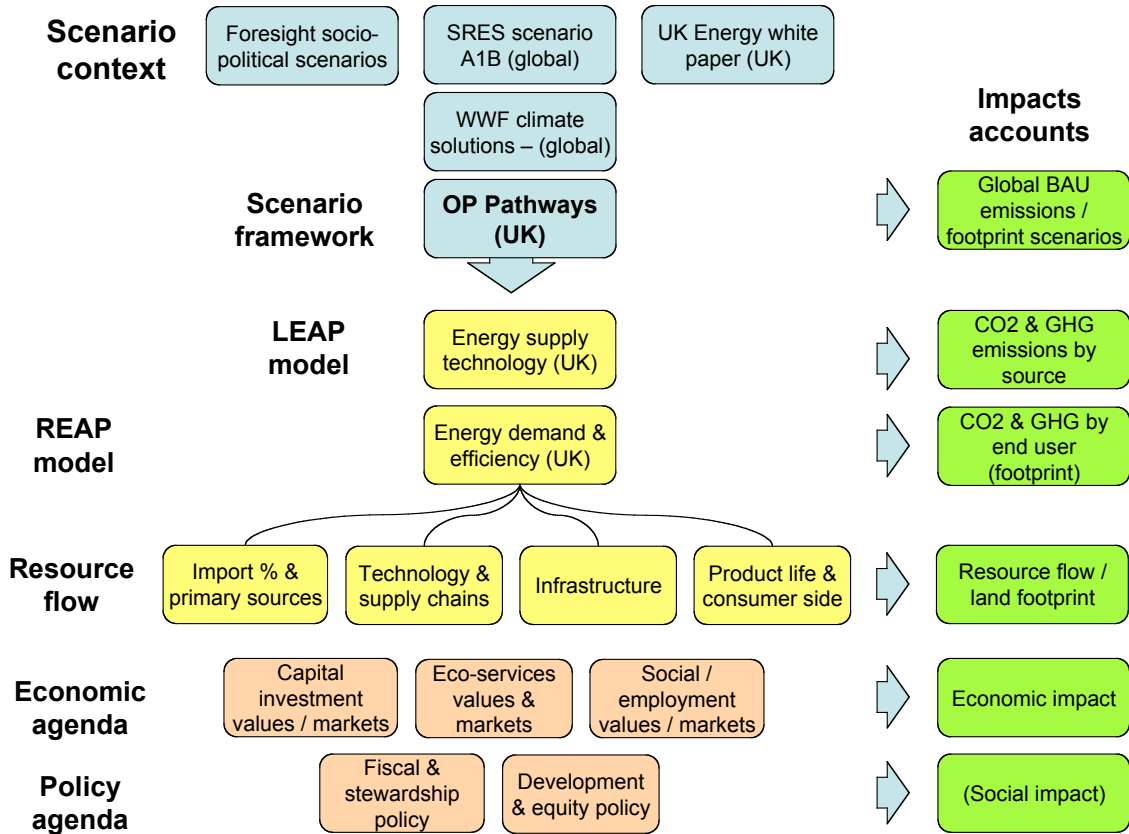 Scenario
context
Foresight socio-
political scenarios
SRES scenario
A1B (global)
UK Energy white
paper (UK)
WWF climate
solutions – (global)
Impacts
accounts
Scenario
framework
OP Pathways
(UK)
Global BAU
emissions /
footprint scenarios
LEAP
model
Energy supply
technology (UK)
CO2 & GHG
emissions by
source
REAP
model
Energy demand &
efficiency (UK)
CO2 & GHG by
end user
(footprint)
Resource
flow
Import % &
primary sources
Technology &
supply chains
Infrastructure
Product life &
consumer side
Resource flow /
land footprint
Economic
agenda
Capital
investment
values / markets
Eco-services
values &
markets
Social /
employment
values / markets
Economic impact
Policy
agenda
Fiscal &
stewardship
policy
Development
& equity policy
(Social impact)